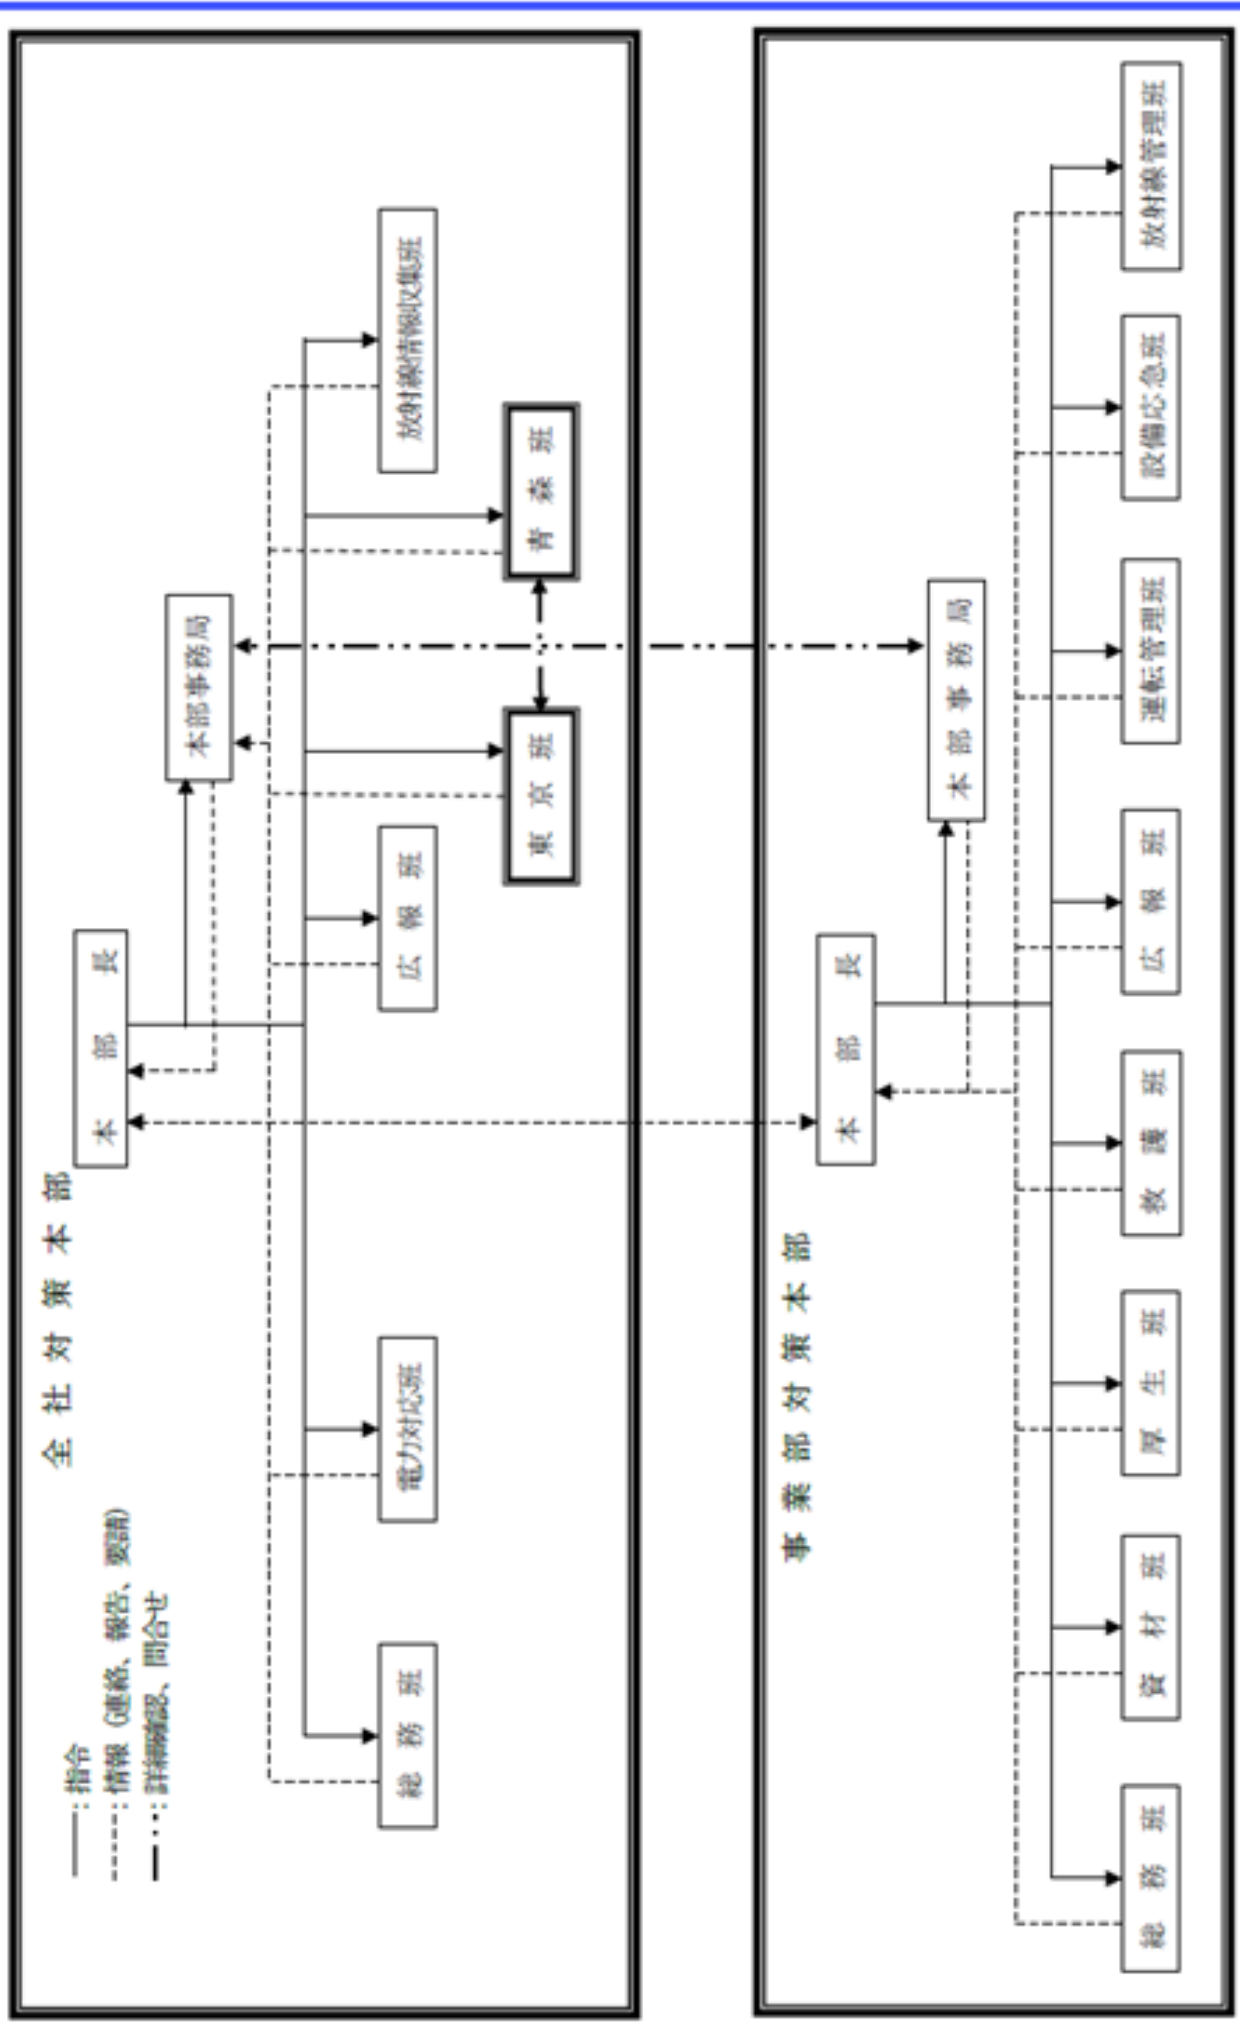 全社対策本部
―：指令
---：情報（連絡、報告、要請）
―・・：詳細確認、問合せ
本部長
本部事務局
総務班
電力対応班
広報班
放射線情報収集班
東京班
青森班
事業部対策本部
本部長
本部事務局
総務班
資材班
厚生班
救護班
広報班
運転管理班
設備応急班
放射線管理班